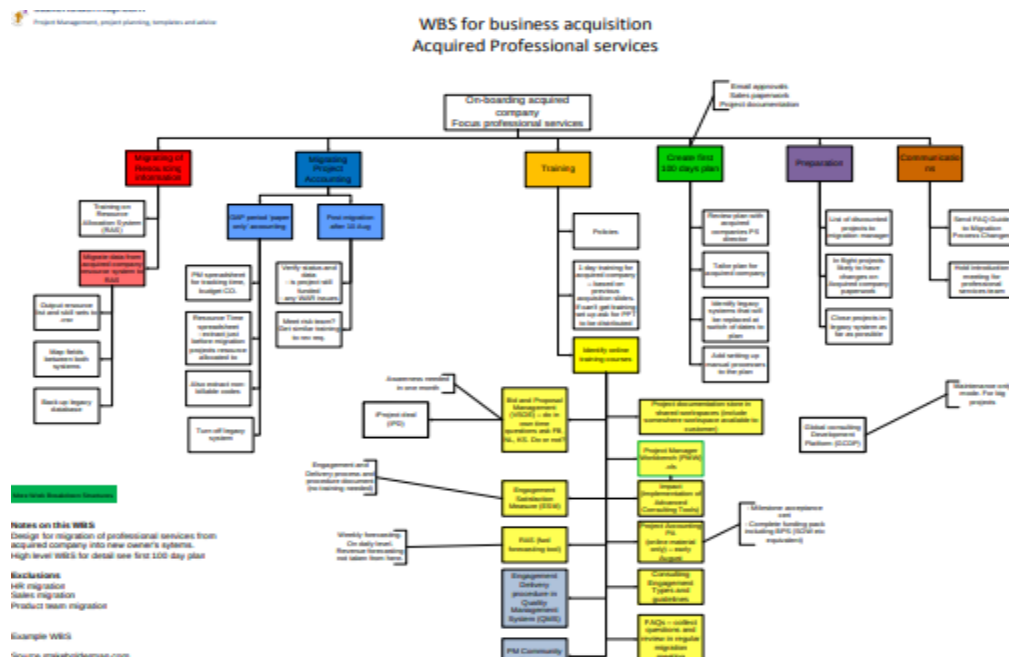 Project Management, project planning, templates and advice
WBS for business acquisition
Acquired Professional services
Email approvals
Sales paperwork
Project documentation
On-boarding acquired
company
Focus professional services
Migrating of
Resourcing
information
Migrating
Project
Accounting
Training
Create first
100 days plan
Preparation
Communicatio
ns
Training on
Resource
Allocation System
(RAS)
Migrate data from
acquired company
resource system to
RAS
Output resource
list and skill sets to
Map fields
between both
systems.
Back up legacy
database
GAP period 'paper
only' accounting
Post migration
after 10 Aug
PM spreadsheet
for tracking time,
budget CO.
Resource Time
spreadsheet
- extract just
before migration
projects resource
allocated to
Also extract non
billable codes
Turn off legacy
system
Verify status and
data
- is project still
funded
any WAR issues
Meet risk team?
Get similar training
to
Policies
1-day training for
acquired company
– based on
previous
acquisition slides.
If can't get training
set up ask for PPT
to be distributed
Identify online
training courses
Review plan with
acquired
companies PS
director
Tailor plan for
acquired company
Identify legacy
systems that will
be replaced at
switch of dates to
plan
Add setting up
manual processes
to the plan
List of discounted
projects to
migration manager
In flight projects
likely to have
changes on
Acquired company
paperwork
Close projects in
legacy system as
far as possible
Send FAQ Guide
to Migration
Process Changes
Hold introduction
meeting for
professional
services team
Awareness needed
in one month
iProject deal
(IPD)
Bid and Proposal
Management
– do in
own time
questions ask PB,
NL, KS. Do or not?
Project documentation store in
shared workspaces (include
somewhere workspace available to
customer)
Maintenance only
mode. For big
projects
Global consulting
Development
Platform (GCDP)
Project Manager
Workbench (PMW)
.xls
Engagement and
Delivery process and
procedure document
(no training needed)
Engagement
Satisfaction
Measure (ESM)
Impact
(Implementation of
Advanced
Consulting Tools)
- Milestone acceptance
cert
- Complete funding pack
including BPS (SOW etc
equivalent)
Weekly forecasting.
On daily level.
Revenue forecasting
not taken from here.
RAS (fuel
forecasting tool)
Project Accounting
PA
(online material
only) – early
August
Engagement
Delivery
procedure in
Quality
Management
System (QMS)
Consulting
Engagement
Types and
guidelines
FAQs – collect
questions and
review in regular
migration
PM Community
Notes on this WBS
Design for migration of professional services from
acquired company into new owner's sytems.
High level WBS for detail see first 100 day plan
Exclusions
HR migration
Sales migration
Product team migration
Example WBS
Source stakeholdermap.com